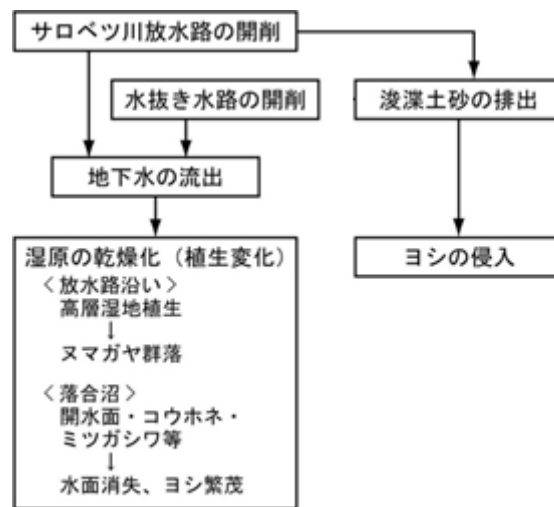 サロベツ川放水路の開削
水抜き水路の開削
浚渫土砂の排出
地下水の流出
湿原の乾燥化（植生変化）
＜放水路沿い＞
高層湿地植生
↓
ヌマガヤ群落
＜落合沼＞
開水面・コウホネ・
ミツガシワ等
↓
水面消失、ヨシ繁茂
ヨシの侵入